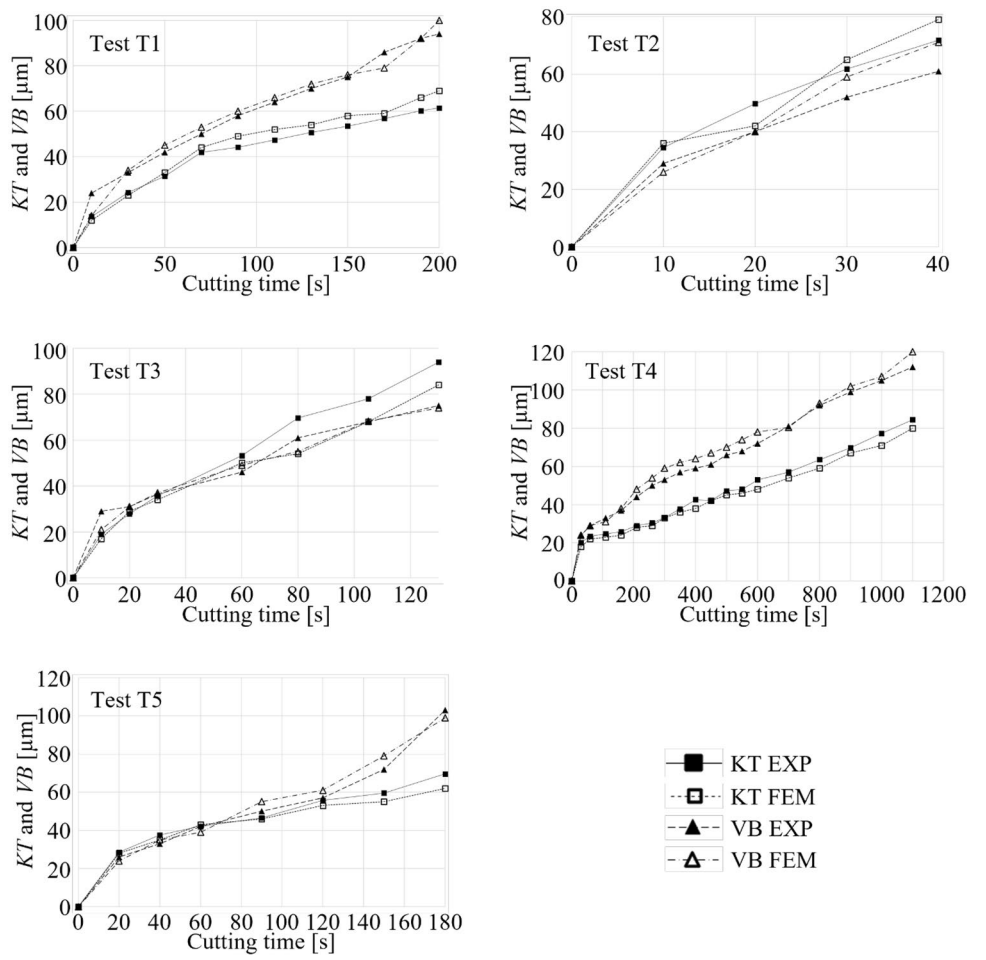 Test T1
KT and VB [µm]
100
80
60
40
20
0
0 50 100 150 200
Cutting time [s]
Test T2
KT and VB [µm]
80
60
40
20
0
0 10 20 30 40
Cutting time [s]
Test T3
KT and VB [µm]
100
80
60
40
20
0
0 20 40 60 80 100 120
Cutting time [s]
Test T4
KT and VB [µm]
120
100
80
60
40
20
0
0 200 400 600 800 1000 1200
Cutting time [s]
Test T5
KT and VB [µm]
120
100
80
60
40
20
0
0 20 40 60 80 100 120 140 160 180
Cutting time [s]
KT EXP
KT FEM
VB EXP
VB FEM